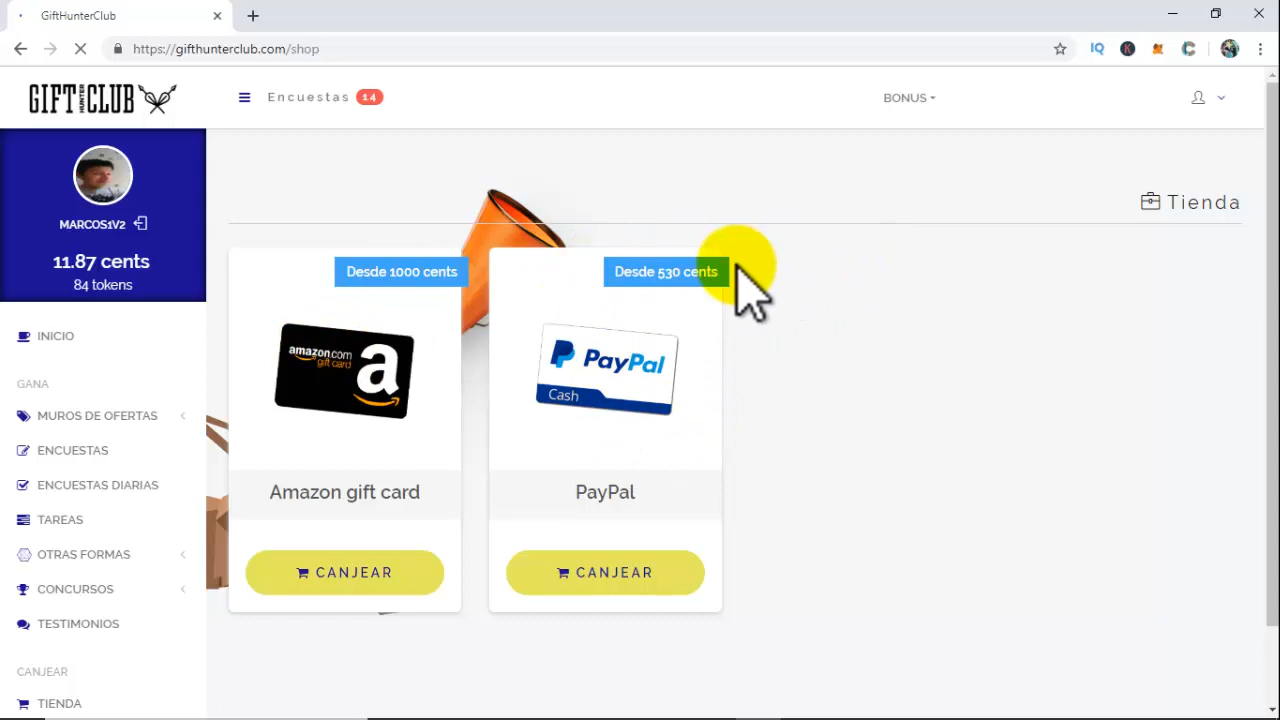 GiftHunterClub
https://gifthunterclub.com/shop
GIFT HUNTER CLUB
Encuestas 14
BONUS
MARCOS1V2
11.87 cents
84 tokens
INICIO
GANA
MUROS DE OFERTAS
ENCUESTAS
ENCUESTAS DIARIAS
TAREAS
OTRAS FORMAS
CONCURSOS
TESTIMONIOS
CANJEAR
TIENDA
Tienda
Desde 1000 cents
amazon.com
gift card
a
Amazon gift card
CANJEAR
Desde 530 cents
PayPal
Cash
PayPal
CANJEAR
IQ
K
C